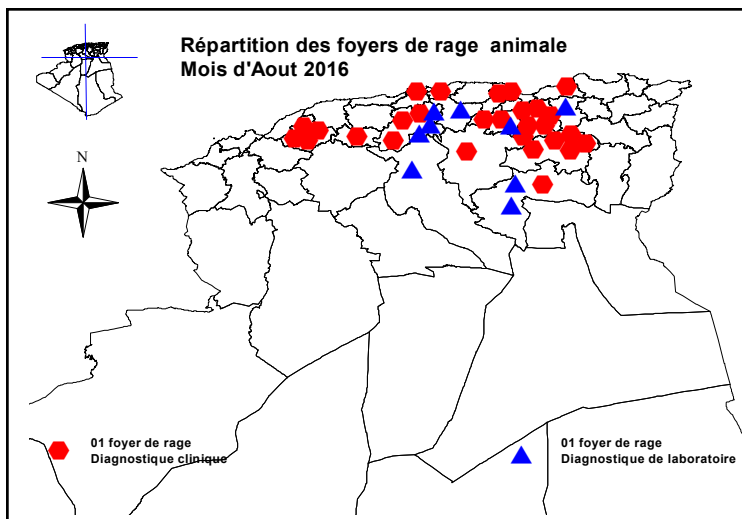 Répartition des foyers de rage animale
Mois d'Aout 2016
N
01 foyer de rage
Diagnostique clinique
01 foyer de rage
Diagnostique de laboratoire